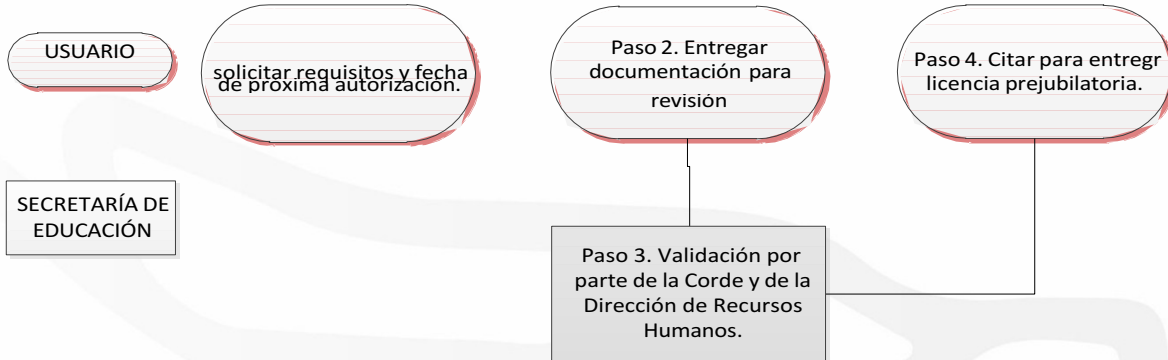 USUARIO
solicitar requisitos y fecha
de próxima autorización.
Paso 2. Entregar
documentación para
revisión
Paso 4. Citar para entregr
licencia prejubilatoria.
SECRETARÍA DE
EDUCACIÓN
Paso 3. Validación por
parte de la Corde y de la
Dirección de Recursos
Humanos.